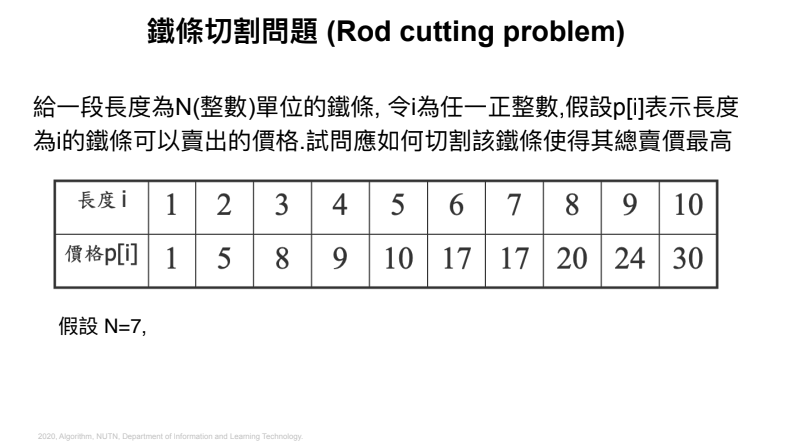 鐵條切割問題 (Rod cutting problem)
給一段長度為N(整數)單位的鐵條, 令i為任一正整數,假設p[i]表示長度
為i的鐵條可以賣出的價格.試問應如何切割該鐵條使得其總賣價最高
長度 i 1 2 3 4 5 6 7 8 9 10
價格p[i] 1 5 8 9 10 17 17 20 24 30
假設 N=7,
2020, Algorithm, NUTN, Department of Information and Learning Technology.